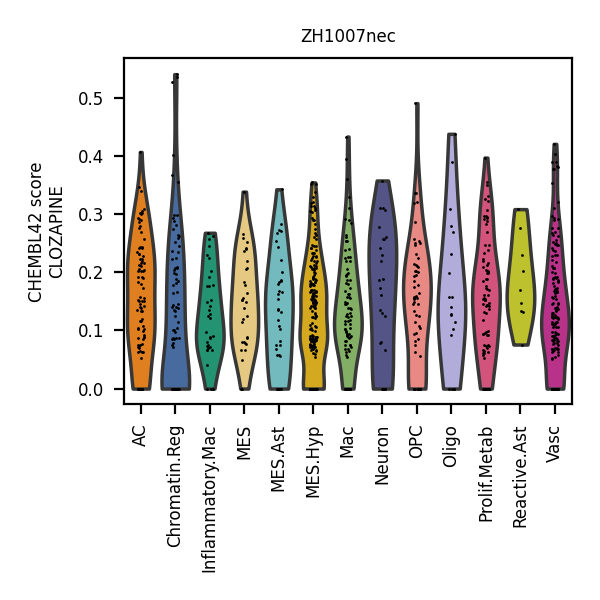 ZH1007nec
CHEMBL42 score
CLOZAPINE
0.5
0.4
0.3
0.2
0.1
0.0
AC
Chromatin.Reg
Inflammatory.Mac
MES
MES.Ast
MES.Hyp
Mac
Neuron
OPC
Oligo
Prolif.Metab
Reactive.Ast
Vasc